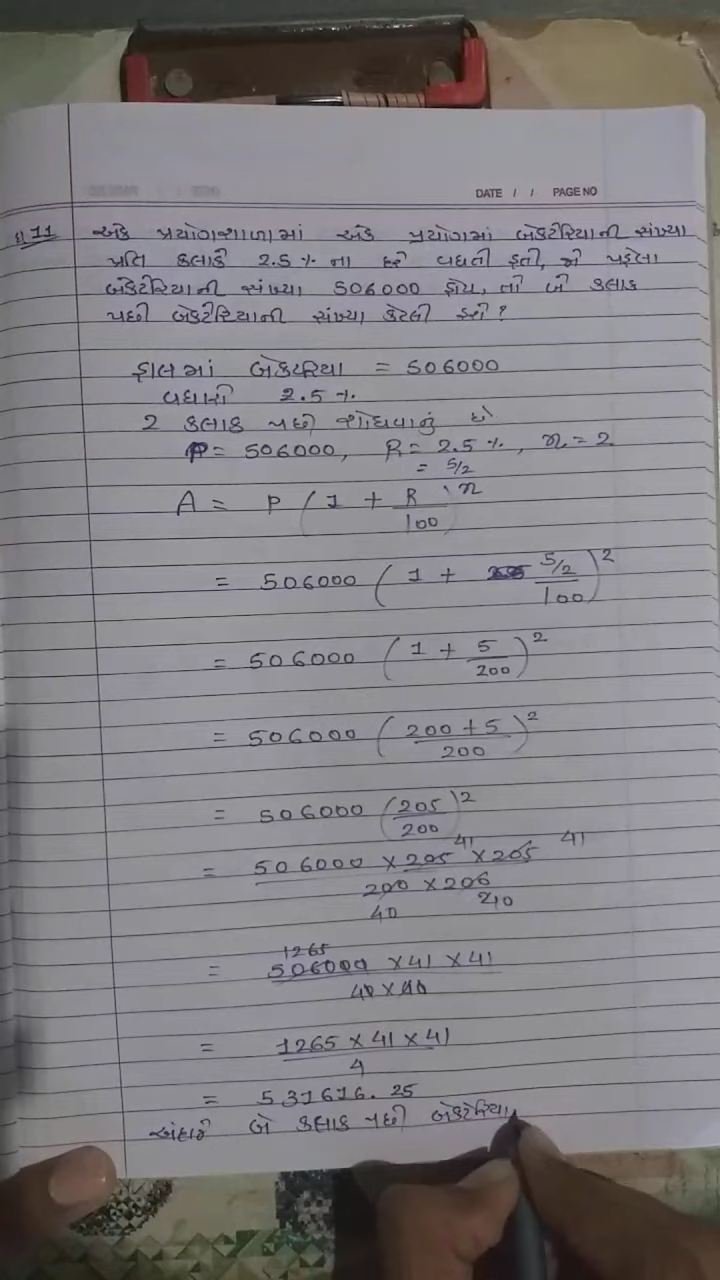 DATE / / PAGE NO
દા 11 એક પ્રયોગશાળામાં એક પ્રયોગમાં બેક્ટેરિયાની સંખ્યા
પ્રતિ કલાકે 2.5 % ના દરે વધતી હતી, જો પહેલા
બેક્ટેરિયાની સંખ્યા 506000 હોય, તો બે કલાક
પછી બેક્ટેરિયાની સંખ્યા કેટલી હશે?
હાલમાં બેક્ટેરિયા = 506000
2.5 %
2 કલાક પછી શોધવાનું છે
P = 506000, R = 2.5 %, n = 2
= 5/2
A = P (1 + R/100)^n
= 506000 (1 + 5/2/100)^2
= 506000 (1 + 5/200)^2
= 506000 (200 + 5/200)^2
= 506000 (205/200)^2
= 506000 × 205 41 × 205 41
200 × 200
40 40
1265
= 506000 × 41 × 41
40 × 40
= 1265 × 41 × 41
4
= 531616.25
બે કલાક પછી બેક્ટેરિયા